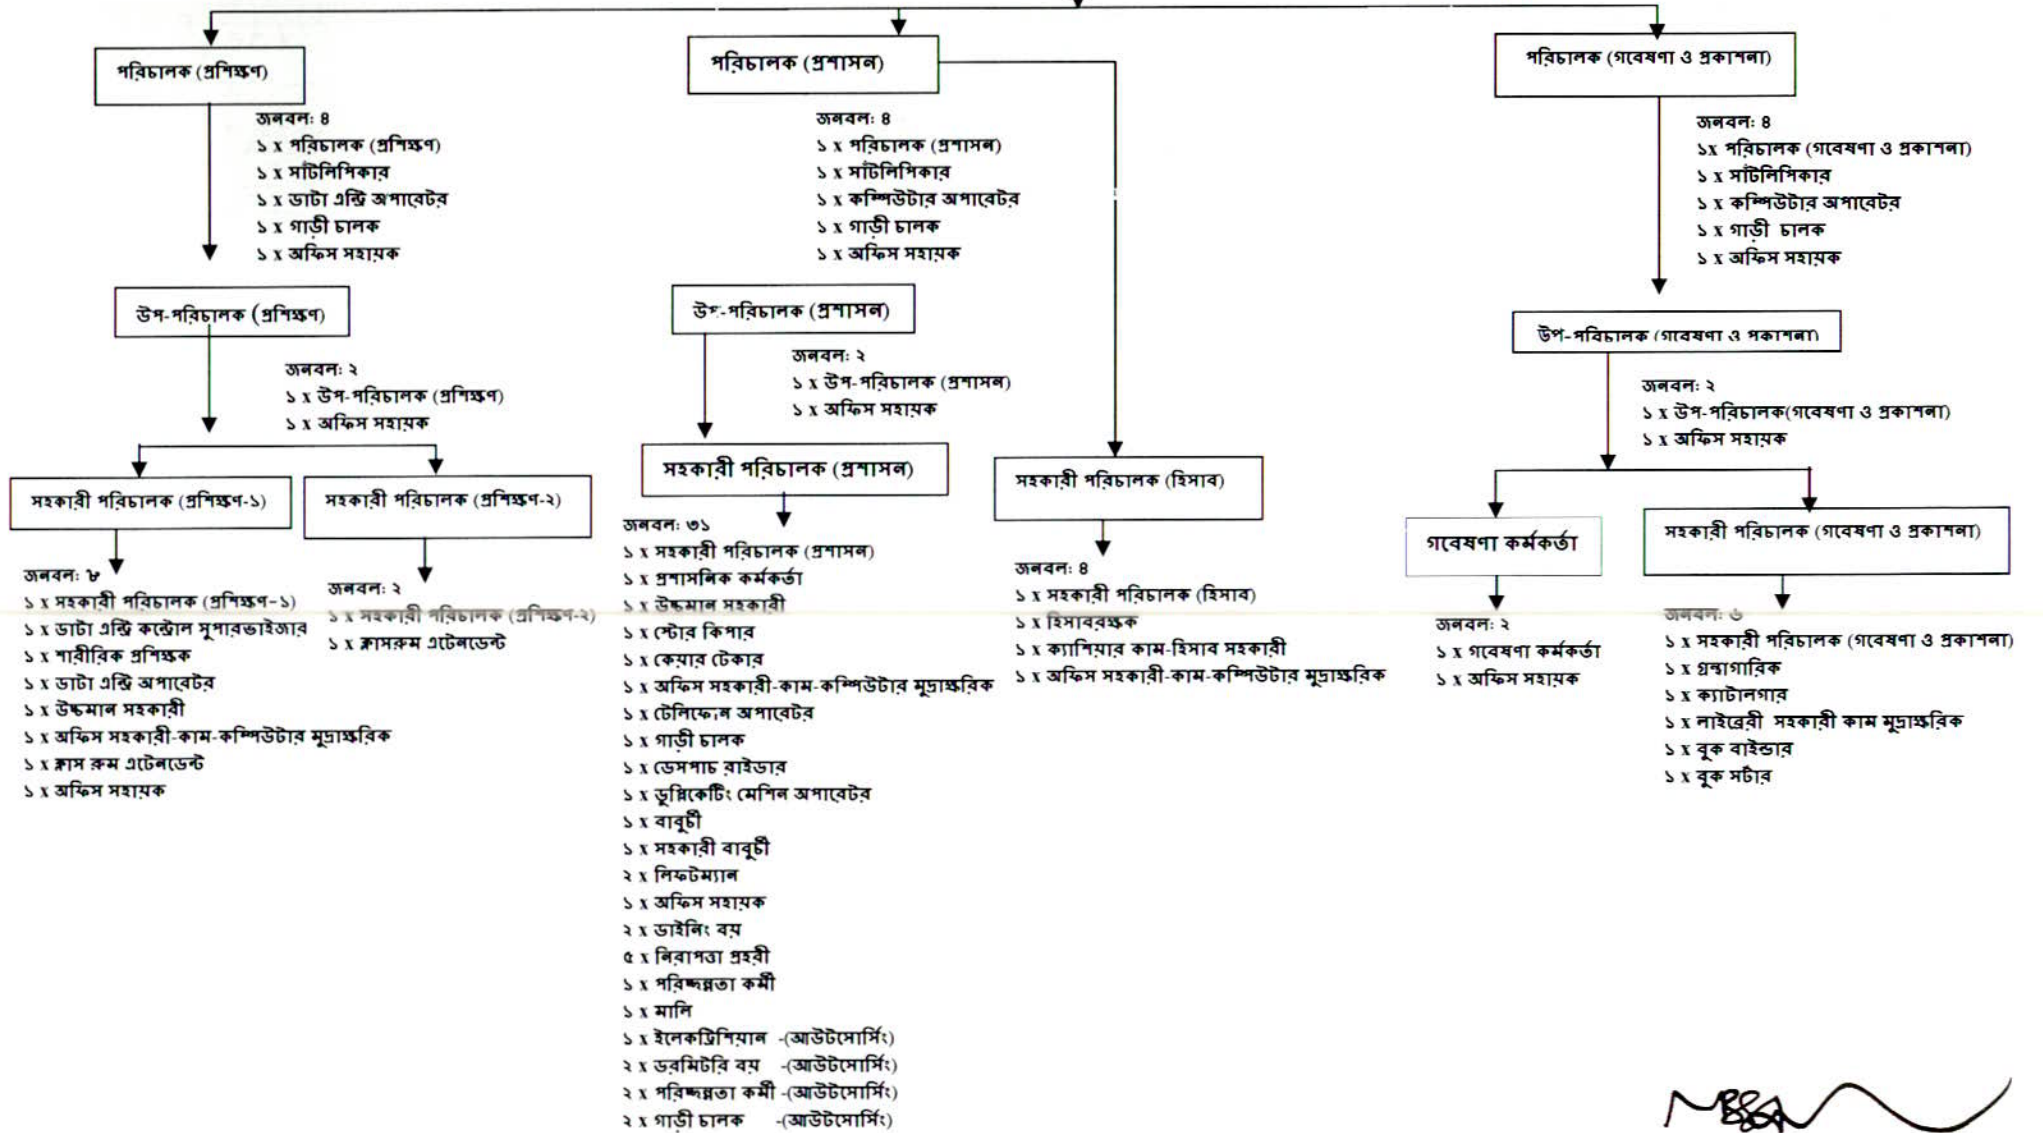 পরিচালক (প্রশিক্ষণ)
জনবল: ৪
১ x পরিচালক (প্রশিক্ষণ)
১ x সাঁটলিপিকার
১ x ডাটা এন্ট্রি অপারেটর
১ x গাড়ী চালক
১ x অফিস সহায়ক
উপ-পরিচালক (প্রশিক্ষণ)
জনবল: ২
১ x উপ-পরিচালক (প্রশিক্ষণ)
১ x অফিস সহায়ক
সহকারী পরিচালক (প্রশিক্ষণ-১)
জনবল: ৮
১ x সহকারী পরিচালক (প্রশিক্ষণ-১)
১ x ডাটা এন্ট্রি কন্ট্রোল সুপারভাইজার
১ x শারীরিক প্রশিক্ষক
১ x ডাটা এন্ট্রি অপারেটর
১ x উচ্চমান সহকারী
১ x অফিস সহকারী-কাম-কম্পিউটার মুদ্রাক্ষরিক
১ x ক্লাস রুম এটেনডেন্ট
১ x অফিস সহায়ক
সহকারী পরিচালক (প্রশিক্ষণ-২)
জনবল: ২
১ x সহকারী পরিচালক (প্রশিক্ষণ-২)
১ x ক্লাসরুম এটেনডেন্ট
পরিচালক (প্রশাসন)
জনবল: ৪
১ x পরিচালক (প্রশাসন)
১ x সাঁটলিপিকার
১ x কম্পিউটার অপারেটর
১ x গাড়ী চালক
১ x অফিস সহায়ক
উপ-পরিচালক (প্রশাসন)
জনবল: ২
১ x উপ-পরিচালক (প্রশাসন)
১ x অফিস সহায়ক
সহকারী পরিচালক (প্রশাসন)
জনবল: ৩১
১ x সহকারী পরিচালক (প্রশাসন)
১ x প্রশাসনিক কর্মকর্তা
১ x উচ্চমান সহকারী
১ x স্টোর কিপার
১ x কেয়ার টেকার
১ x অফিস সহকারী-কাম-কম্পিউটার মুদ্রাক্ষরিক
১ x টেলিফোন অপারেটর
১ x গাড়ী চালক
১ x ডেসপাচ রাইডার
১ x ডুপ্লিকেটিং মেশিন অপারেটর
১ x বাবুর্চী
১ x সহকারী বাবুর্চী
২ x লিফটম্যান
১ x অফিস সহায়ক
২ x ডাইনিং বয়
৫ x নিরাপত্তা প্রহরী
১ x পরিচ্ছন্নতা কর্মী
১ x মালি
১ x ইলেকট্রিশিয়ান -(আউটসোর্সিং)
২ x ডরমিটরি বয় -(আউটসোর্সিং)
২ x পরিচ্ছন্নতা কর্মী -(আউটসোর্সিং)
২ x গাড়ী চালক -(আউটসোর্সিং)
সহকারী পরিচালক (হিসাব)
জনবল: ৪
১ x সহকারী পরিচালক (হিসাব)
১ x হিসাবরক্ষক
১ x ক্যাশিয়ার কাম-হিসাব সহকারী
১ x অফিস সহকারী-কাম-কম্পিউটার মুদ্রাক্ষরিক
পরিচালক (গবেষণা ও প্রকাশনা)
জনবল: ৪
১x পরিচালক (গবেষণা ও প্রকাশনা)
১ x সাঁটলিপিকার
১ x কম্পিউটার অপারেটর
১ x গাড়ী চালক
১ x অফিস সহায়ক
উপ-পরিচালক (গবেষণা ও প্রকাশনা)
জনবল: ২
১ x উপ-পরিচালক(গবেষণা ও প্রকাশনা)
১ x অফিস সহায়ক
গবেষণা কর্মকর্তা
জনবল: ২
১ x গবেষণা কর্মকর্তা
১ x অফিস সহায়ক
সহকারী পরিচালক (গবেষণা ও প্রকাশনা)
জনবল: ৬
১ x সহকারী পরিচালক (গবেষণা ও প্রকাশনা)
১ x গ্রন্থাগারিক
১ x ক্যাটালগার
১ x লাইব্রেরী সহকারী কাম মুদ্রাক্ষরিক
১ x বুক বাইন্ডার
১ x বুক সর্টার